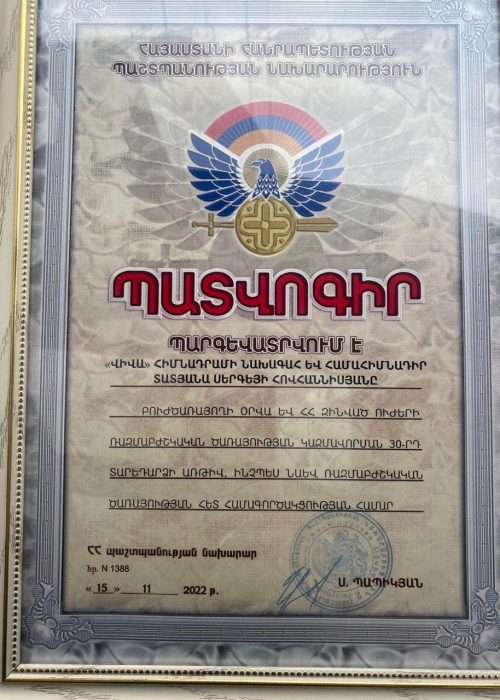 ՀԱՅԱՍՏԱՆԻ ՀԱՆՐԱՊԵՏՈՒԹՅԱՆ
ՊԱՇՏՊԱՆՈՒԹՅԱՆ ՆԱԽԱՐԱՐՈՒԹՅՈՒՆ
ՊԱՏՎՈԳԻՐ
ՊԱՐԳԵՎԱՏՐՎՈՒՄ Է
«ՎԻՎԱ» ՀԻՄՆԱԴՐԱՄԻ ՆԱԽԱԳԱՀ ԵՎ ՀԱՄԱՀԻՄՆԱԴԻՐ
ՏԱՏՅԱՆԱ ՍԵՐԳԵՅԻ ՀՈՎՀԱՆՆԻՍՅԱՆԸ
ԲՈՒԺԾԱՌԱՅՈՂԻ ՕՐՎԱ ԵՎ ՀՀ ԶԻՆՎԱԾ ՈՒԺԵՐԻ
ՌԱԶՄԱԲԺՇԿԱԿԱՆ ԾԱՌԱՅՈՒԹՅԱՆ ԿԱԶՄԱՎՈՐՄԱՆ 30-ՐԴ
ՏԱՐԵԴԱՐՁԻ ԱՌԹԻՎ, ԻՆՉՊԵՍ ՆԱԵՎ ՌԱԶՄԱԲԺՇԿԱԿԱՆ
ԾԱՌԱՅՈՒԹՅԱՆ ՀԵՏ ՀԱՄԱԳՈՐԾԱԿՑՈՒԹՅԱՆ ՀԱՄԱՐ
ՀՀ պաշտպանության նախարար
հր. N 1388
« 15 » 11 2022 թ.
Ս. ՊԱՊԻԿՅԱՆ